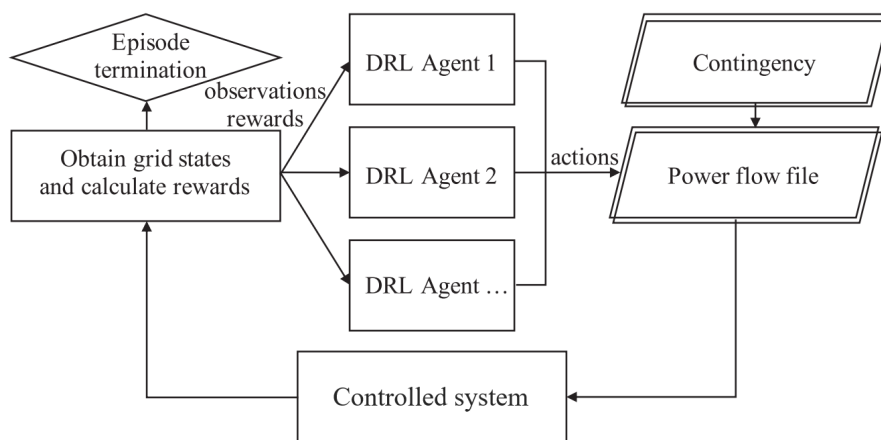 Episode
termination
observations
rewards
DRL Agent 1
Contingency
Obtain grid states
and calculate rewards
DRL Agent 2
actions
Power flow file
DRL Agent …
Controlled system